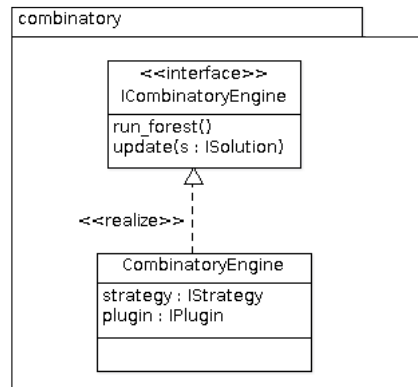 combinatory
<<interface>>
ICombinatoryEngine
run_forest()
update(s : ISolution)
<<realize>>
CombinatoryEngine
strategy : IStrategy
plugin : IPlugin